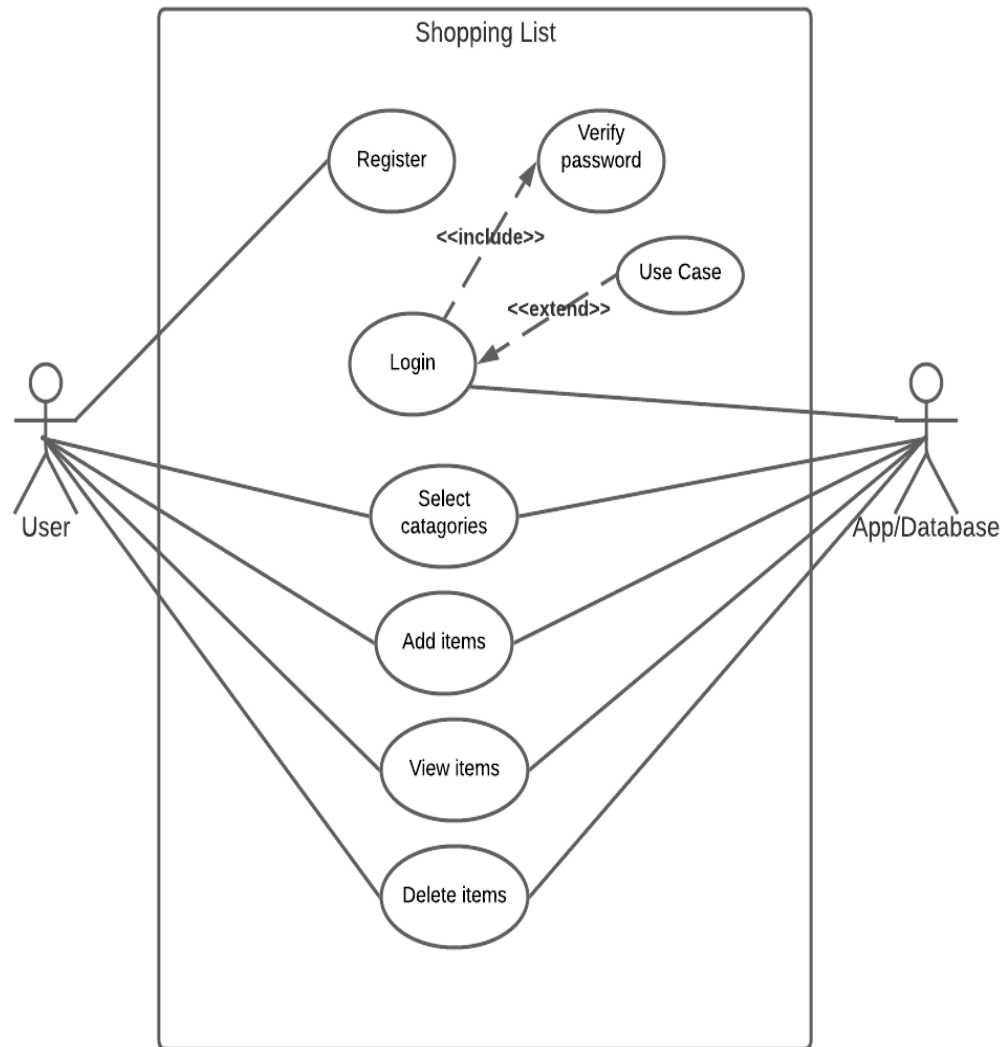 Shopping List
Register
Verify
password
<<include>>
Use Case
<<extend>>
Login
Select
catagories
User
App/Database
Add items
View items
Delete items